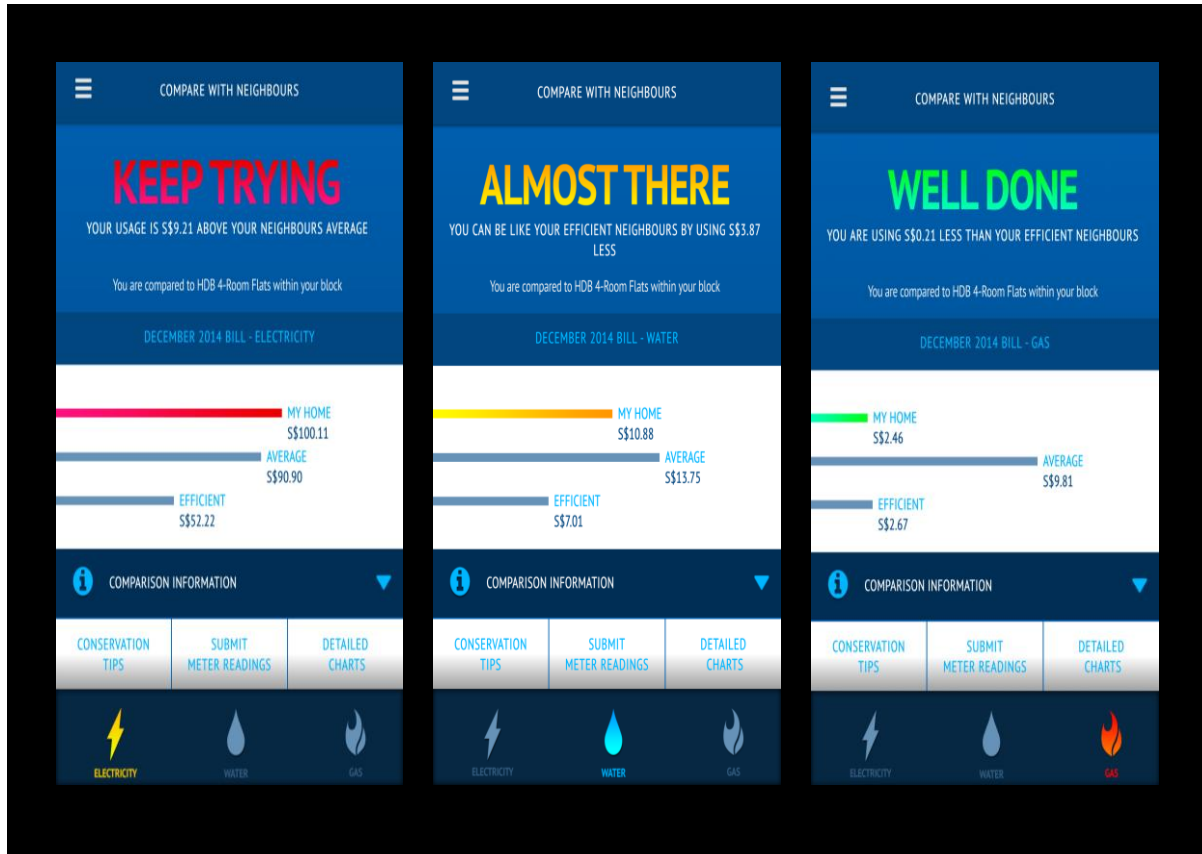 COMPARE WITH NEIGHBOURS
KEEP TRYING
YOUR USAGE IS S$9.21 ABOVE YOUR NEIGHBOURS AVERAGE
You are compared to HDB 4-Room Flats within your block
DECEMBER 2014 BILL - ELECTRICITY
MY HOME
S$100.11
AVERAGE
S$90.90
EFFICIENT
S$52.22
COMPARISON INFORMATION
CONSERVATION
TIPS
SUBMIT
METER READINGS
DETAILED
CHARTS
ELECTRICITY
WATER
GAS
COMPARE WITH NEIGHBOURS
ALMOST THERE
YOU CAN BE LIKE YOUR EFFICIENT NEIGHBOURS BY USING S$3.87
LESS
You are compared to HDB 4-Room Flats within your block
DECEMBER 2014 BILL - WATER
MY HOME
S$10.88
AVERAGE
S$13.75
EFFICIENT
S$7.01
COMPARISON INFORMATION
CONSERVATION
TIPS
SUBMIT
METER READINGS
DETAILED
CHARTS
ELECTRICITY
WATER
GAS
COMPARE WITH NEIGHBOURS
WELL DONE
YOU ARE USING S$0.21 LESS THAN YOUR EFFICIENT NEIGHBOURS
You are compared to HDB 4-Room Flats within your block
DECEMBER 2014 BILL - GAS
MY HOME
S$2.46
AVERAGE
S$9.81
EFFICIENT
S$2.67
COMPARISON INFORMATION
CONSERVATION
TIPS
SUBMIT
METER READINGS
DETAILED
CHARTS
ELECTRICITY
WATER
GAS